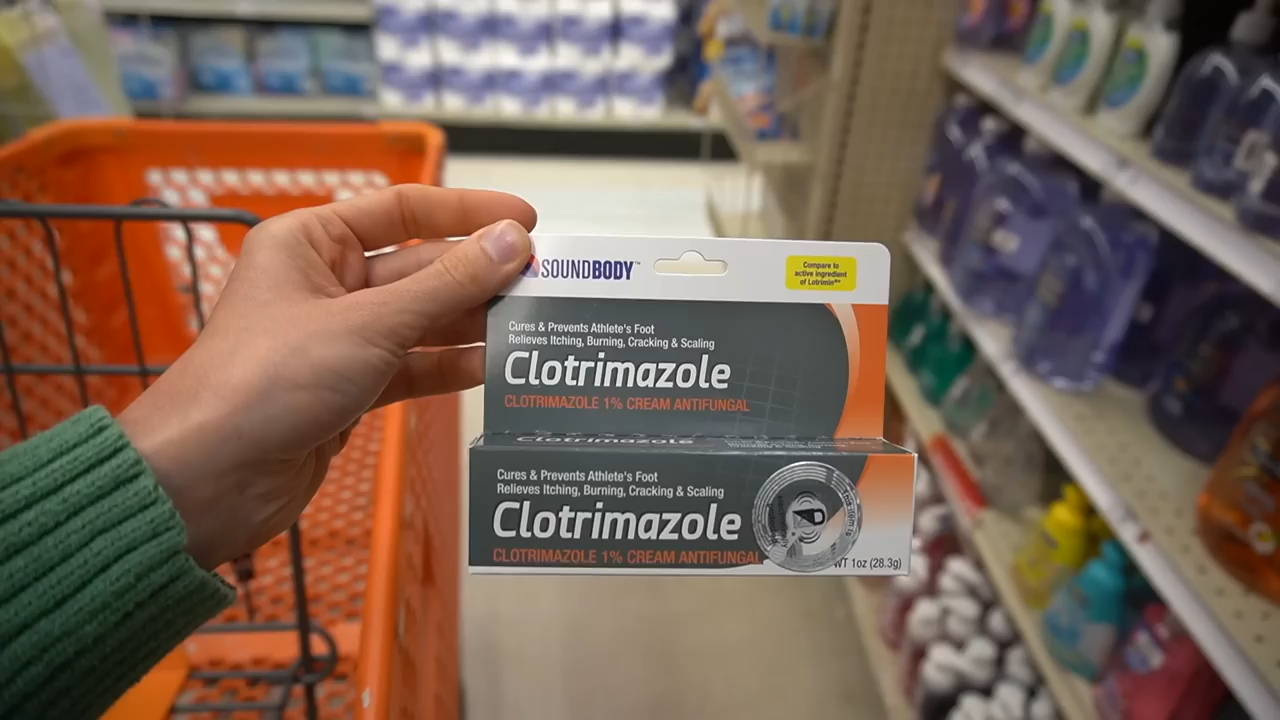 SOUNDBODY™
Compare to
active ingredient
of Lotrimin®*
Cures & Prevents Athlete's Foot
Relieves Itching, Burning, Cracking & Scaling
Clotrimazole
CLOTRIMAZOLE 1% CREAM ANTIFUNGAL
Clotrimazole
Cures & Prevents Athlete's Foot
Relieves Itching, Burning, Cracking & Scaling
Clotrimazole
CLOTRIMAZOLE 1% CREAM ANTIFUNGAL
WT 1oz (28.3g)